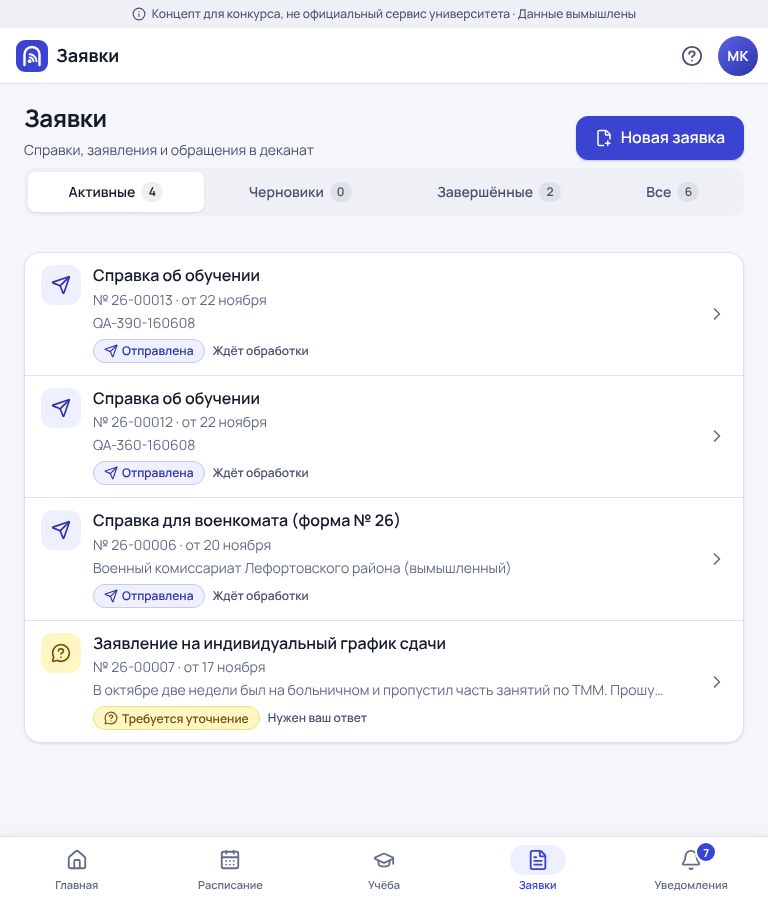 Концепт для конкурса, не официальный сервис университета · Данные вымышлены
Заявки
МК
Заявки
Справки, заявления и обращения в деканат
Новая заявка
Активные 4
Черновики 0
Завершённые 2
Все 6
Справка об обучении
№ 26-00013 · от 22 ноября
QA-390-160608
Отправлена Ждёт обработки
Справка об обучении
№ 26-00012 · от 22 ноября
QA-360-160608
Отправлена Ждёт обработки
Справка для военкомата (форма № 26)
№ 26-00006 · от 20 ноября
Военный комиссариат Лефортовского района (вымышленный)
Отправлена Ждёт обработки
Заявление на индивидуальный график сдачи
№ 26-00007 · от 17 ноября
В октябре две недели был на больничном и пропустил часть занятий по ТММ. Прошу…
Требуется уточнение Нужен ваш ответ
7
Главная
Расписание
Учёба
Заявки
Уведомления